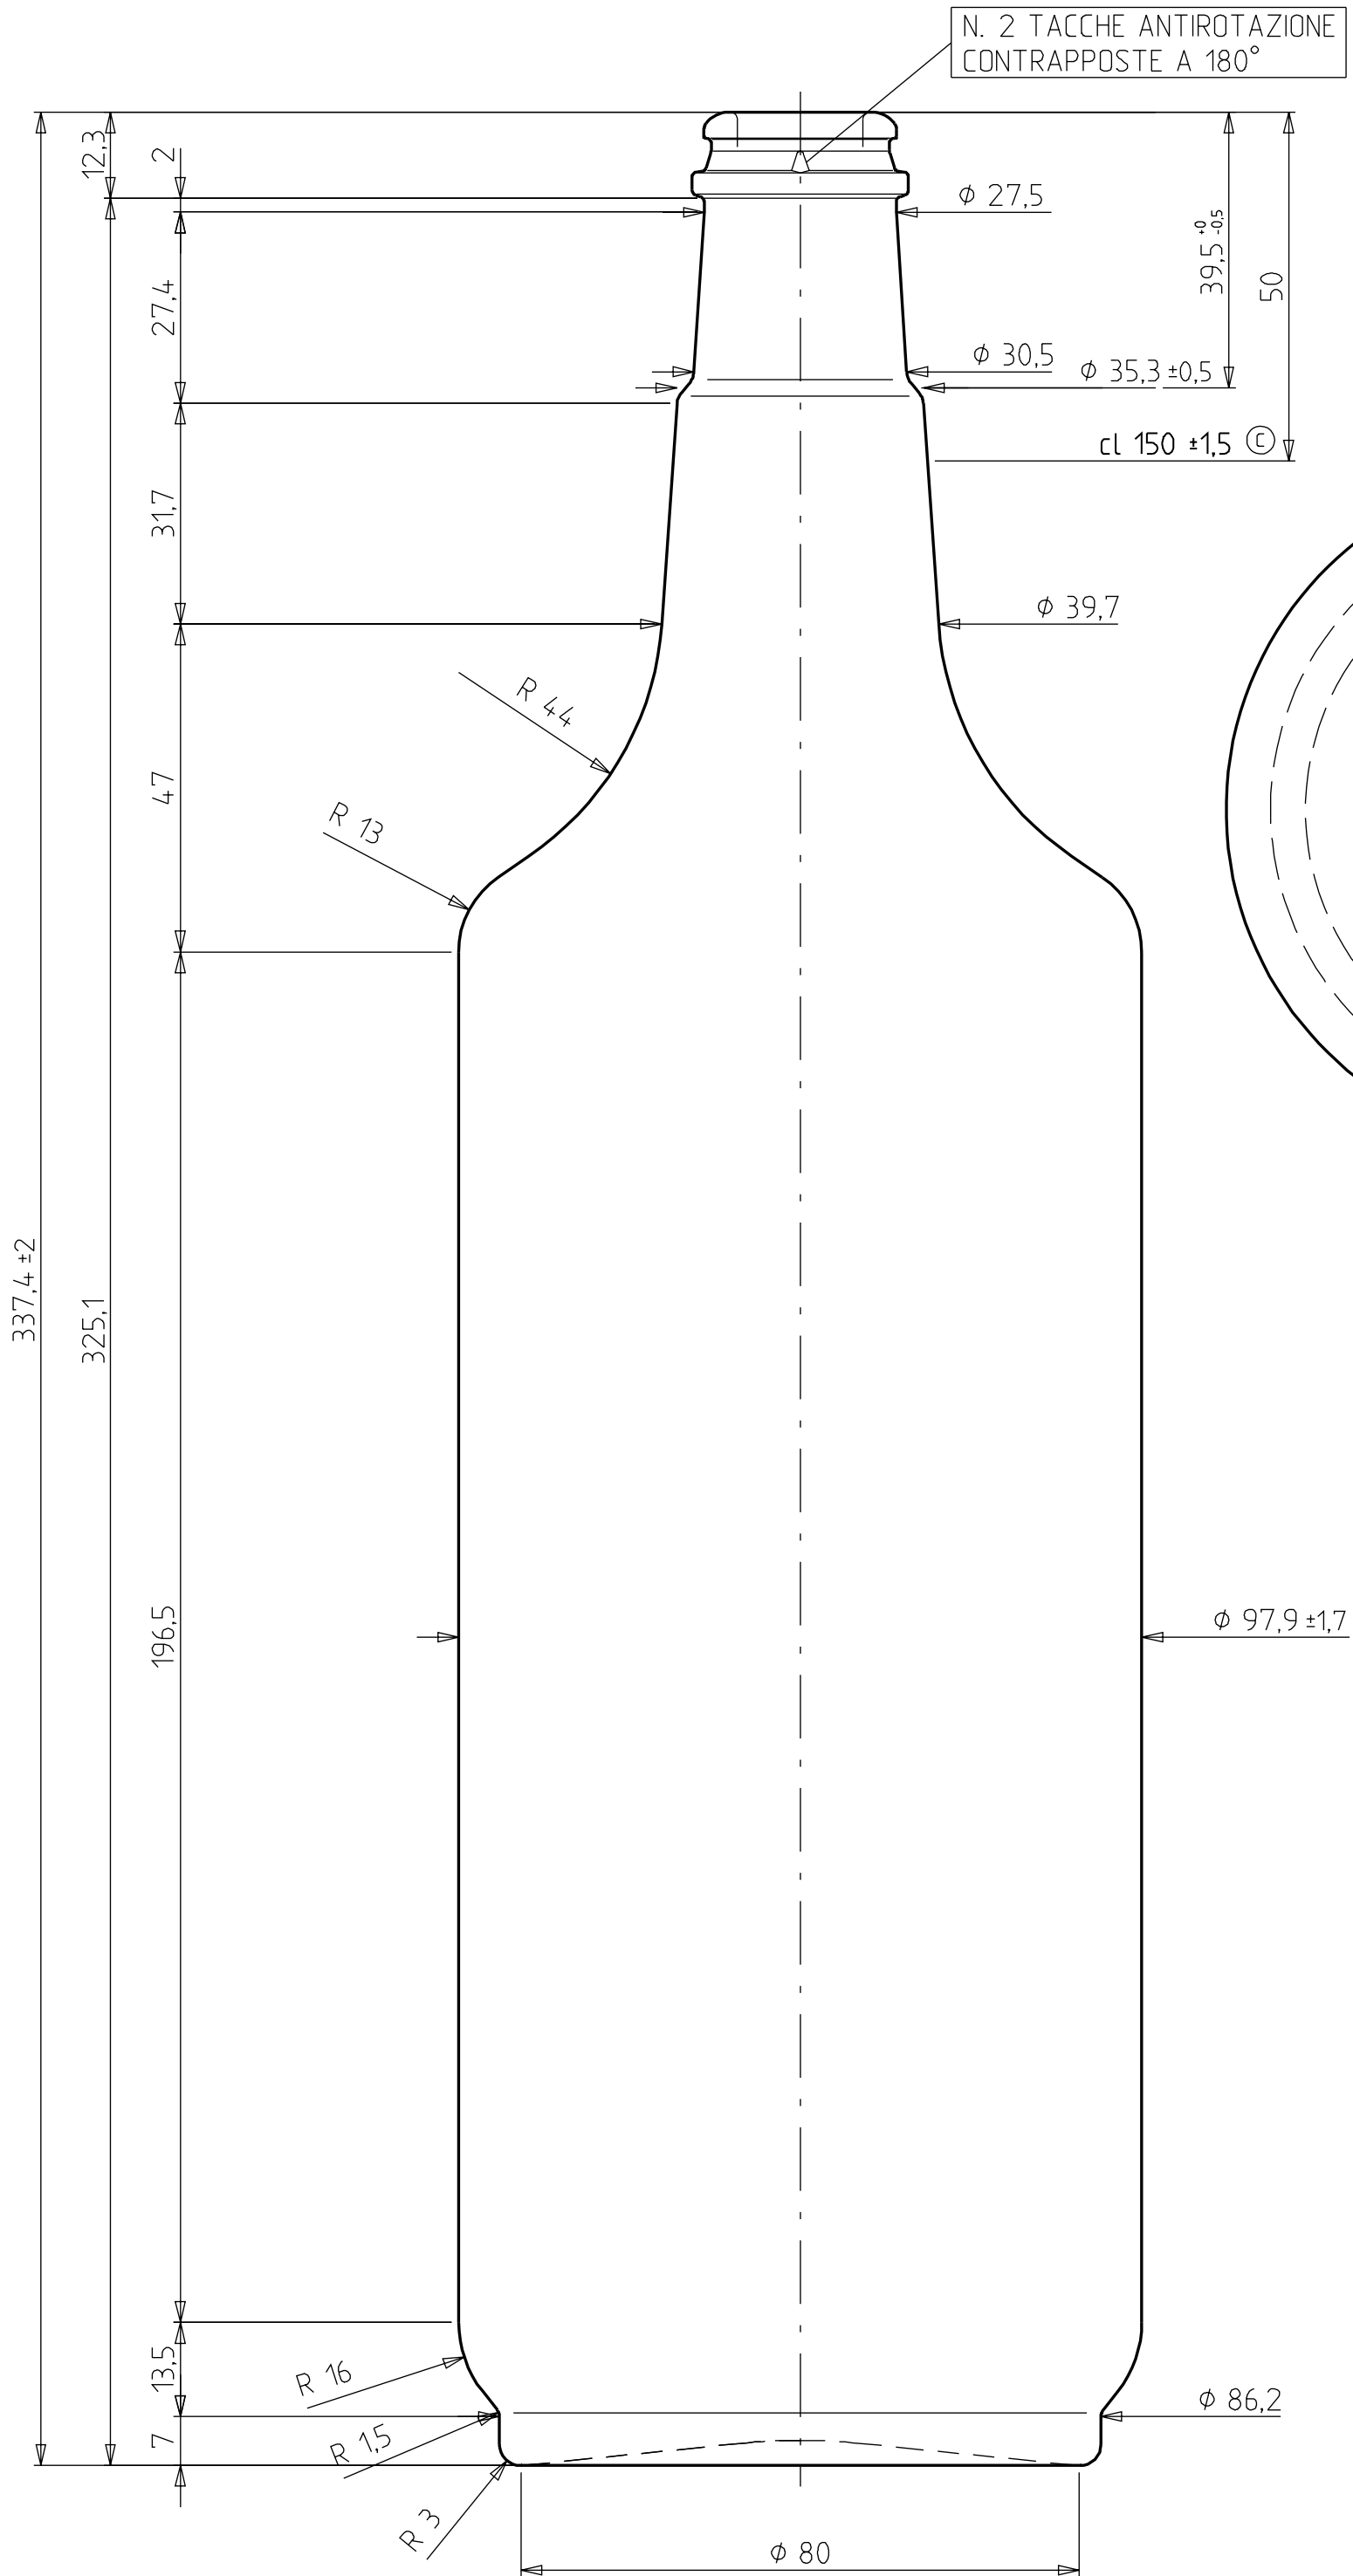 N. 2 TACCHE ANTIROTAZIONE
CONTRAPPOSTE A 180°
12,3
2
ϕ 27,5
39,5 +0 -0,5
50
27,4
ϕ 30,5
ϕ 35,3 ±0,5
cl 150 ±1,5 Ⓒ
31,7
ϕ 39,7
R 44
47
R 13
337,4 ±2
325,1
196,5
ϕ 97,9 ±1,7
13,5
R 16
ϕ 86,2
7
R 1,5
R 3
ϕ 80